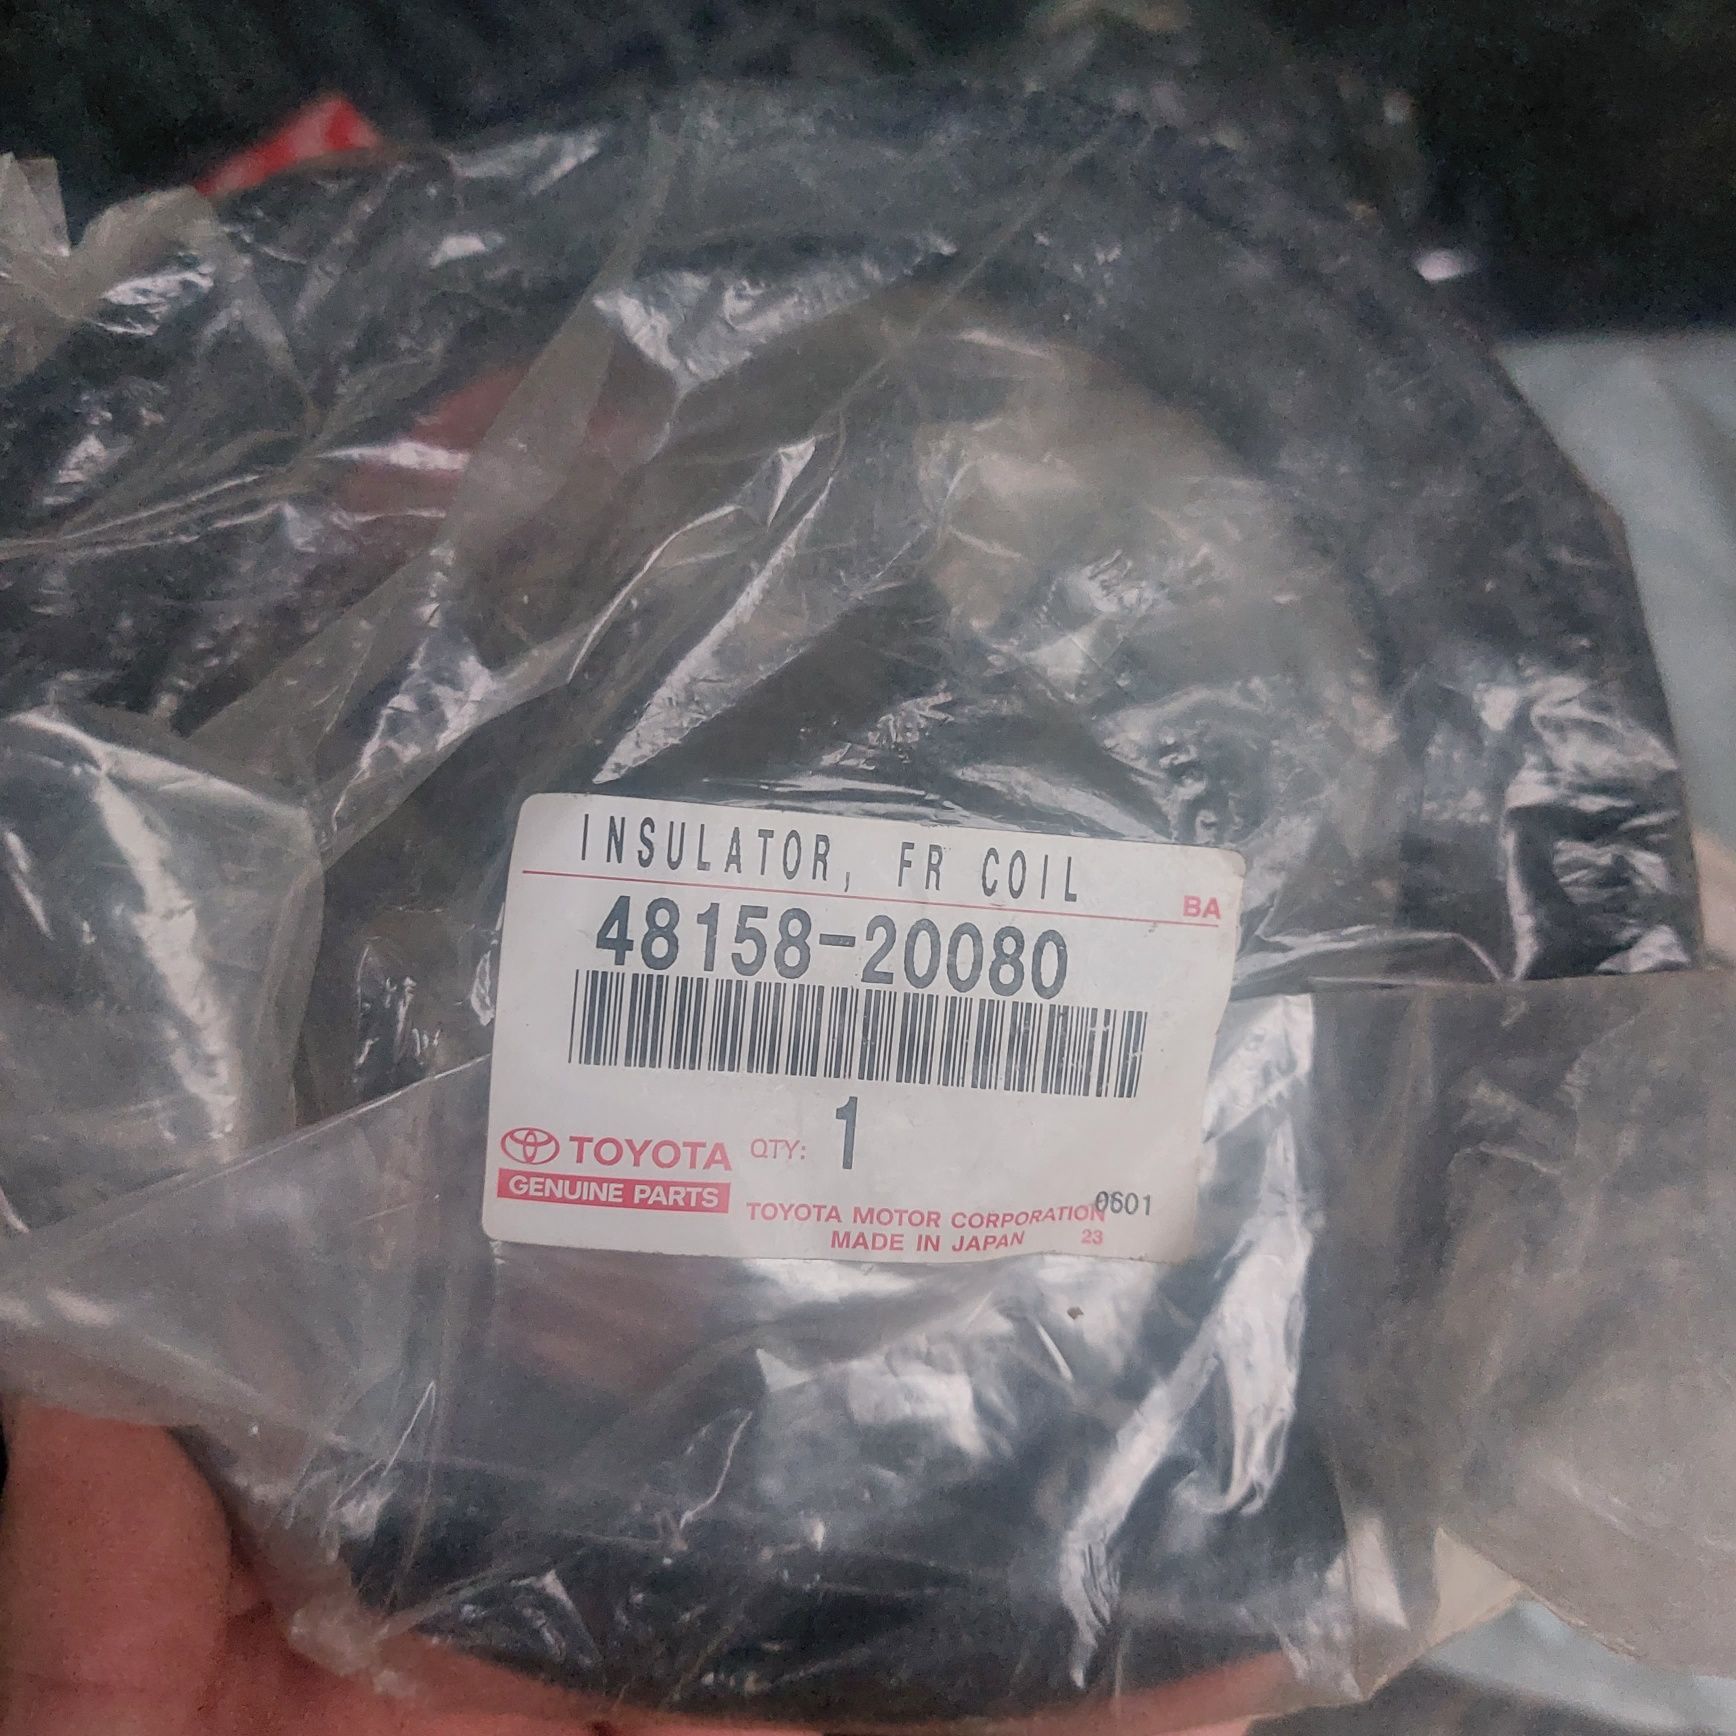 INSULATOR, FR COIL
BA
48158-20080
TOYOTA QTY: 1
GENUINE PARTS
0601
TOYOTA MOTOR CORPORATION
MADE IN JAPAN 23